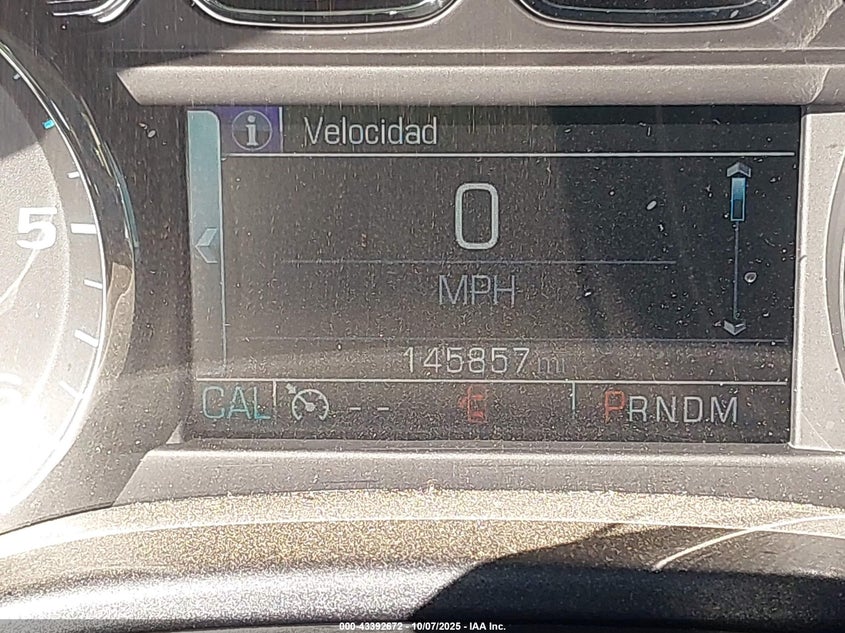 i Velocidad
5
0
MPH
145857 mi
CAL -- PRNDM
000-43392672 - 10/07/2025 - IAA Inc.